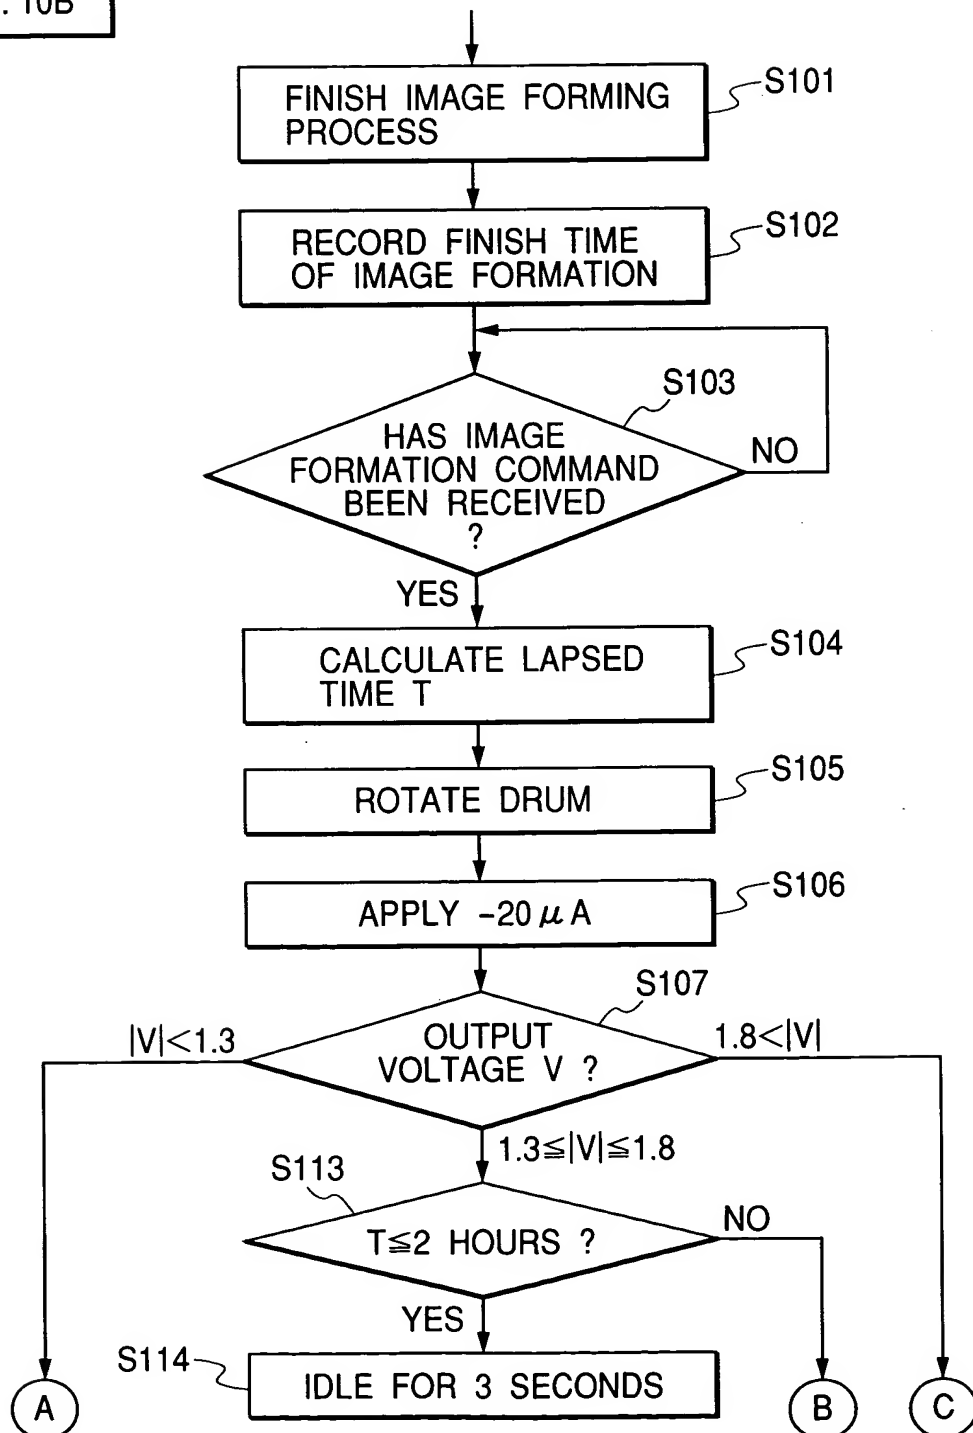 . 10B
FINISH IMAGE FORMING
PROCESS
S101
RECORD FINISH TIME
OF IMAGE FORMATION
S102
S103
HAS IMAGE
FORMATION COMMAND
BEEN RECEIVED
?
NO
YES
CALCULATE LAPSED
TIME T
S104
ROTATE DRUM
S105
APPLY -20 μA
S106
S107
OUTPUT
VOLTAGE V ?
|V|<1.3
1.8<|V|
1.3≦|V|≦1.8
S113
T≦2 HOURS ?
NO
YES
S114
IDLE FOR 3 SECONDS
A
B
C